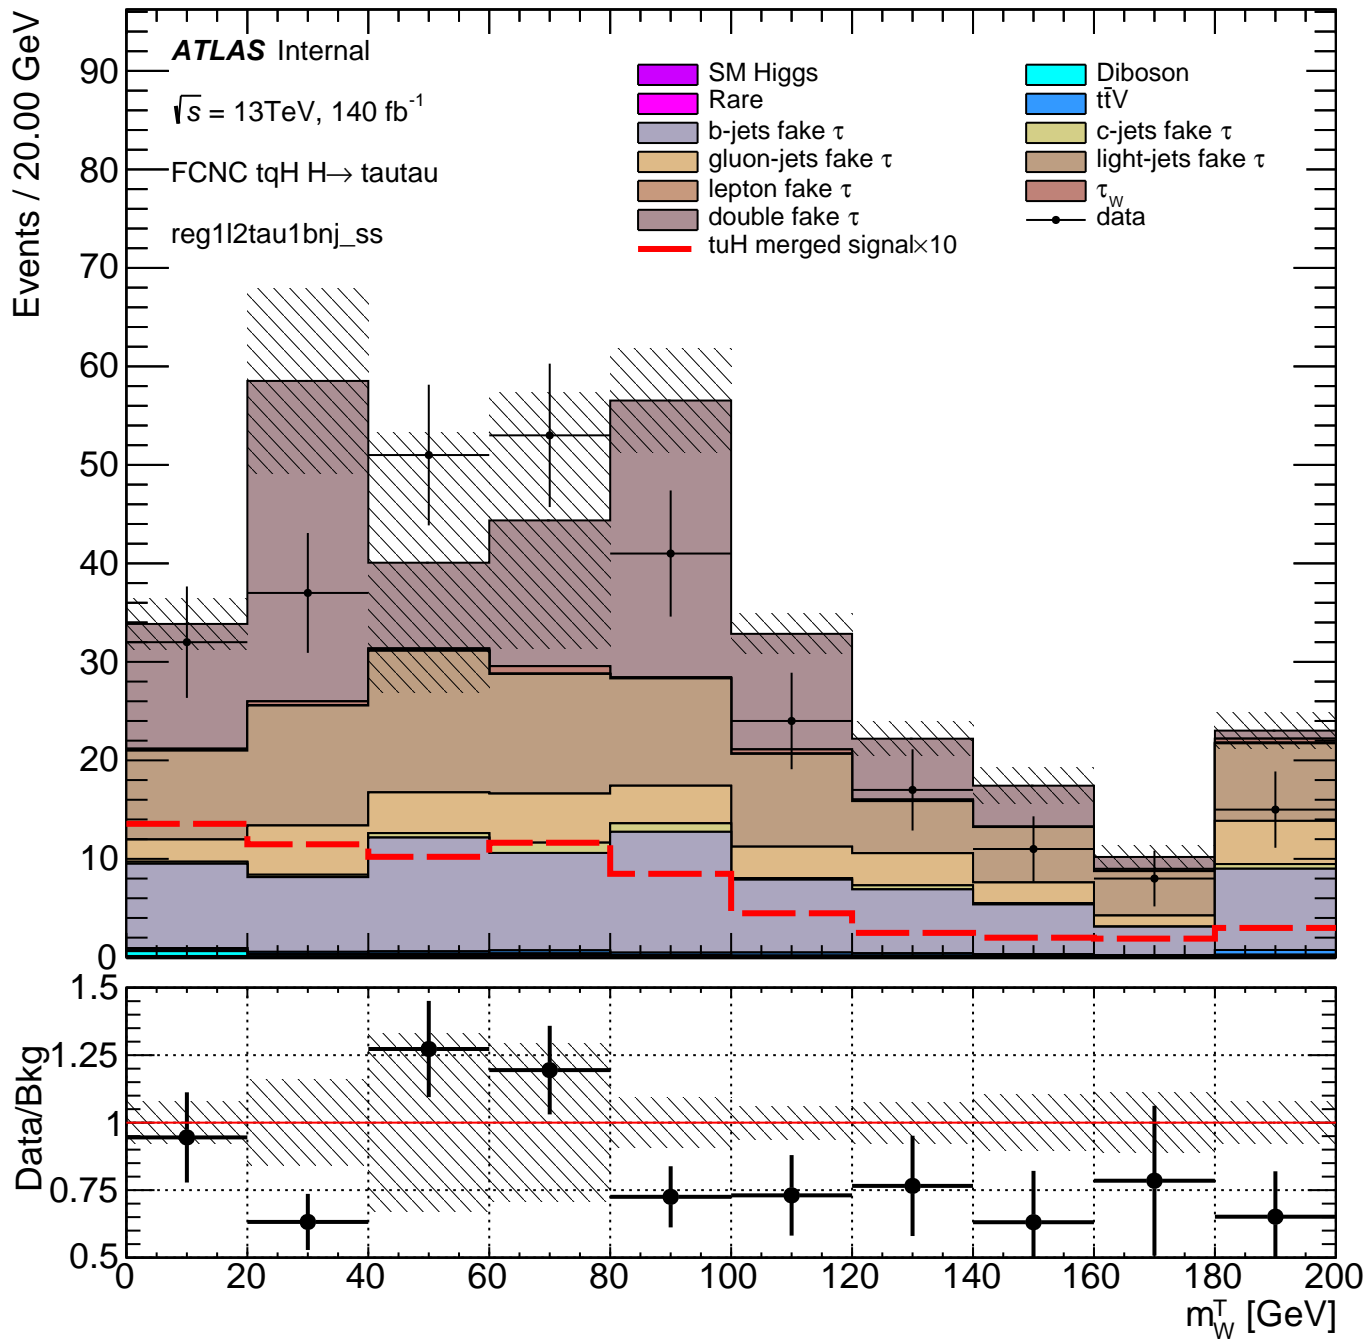 Events / 20.00 GeV
90
80
70
60
50
40
30
20
10
0
ATLAS Internal
√s = 13TeV, 140 fb⁻¹
FCNC tqH H→ tautau
reg1l2tau1bnj_ss
SM Higgs
Rare
b-jets fake τ
gluon-jets fake τ
lepton fake τ
double fake τ
tuH merged signal×10
Diboson
tt̄V
c-jets fake τ
light-jets fake τ
τ_W
data
Data/Bkg
1.5
1.25
1
0.75
0.5
0 20 40 60 80 100 120 140 160 180 200
m_W^T [GeV]